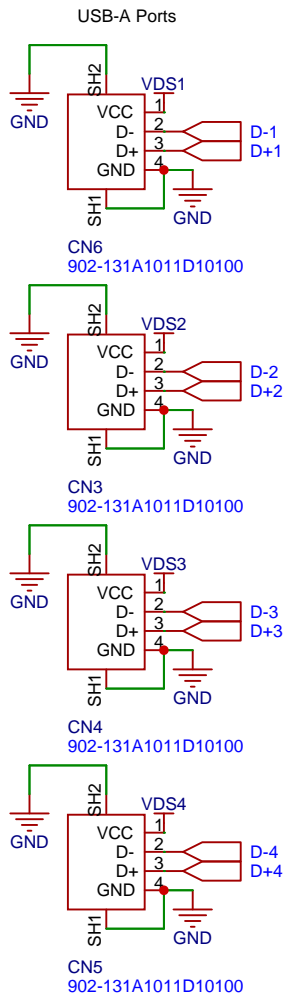 USB-A Ports
SH2
VDS1
GND
VCC
1
D-
2
D-1
D+
3
D+1
GND
4
SH1
GND
CN6
902-131A1011D10100
SH2
VDS2
GND
VCC
1
D-
2
D-2
D+
3
D+2
GND
4
SH1
GND
CN3
902-131A1011D10100
SH2
VDS3
GND
VCC
1
D-
2
D-3
D+
3
D+3
GND
4
SH1
GND
CN4
902-131A1011D10100
SH2
VDS4
GND
VCC
1
D-
2
D-4
D+
3
D+4
GND
4
SH1
GND
CN5
902-131A1011D10100